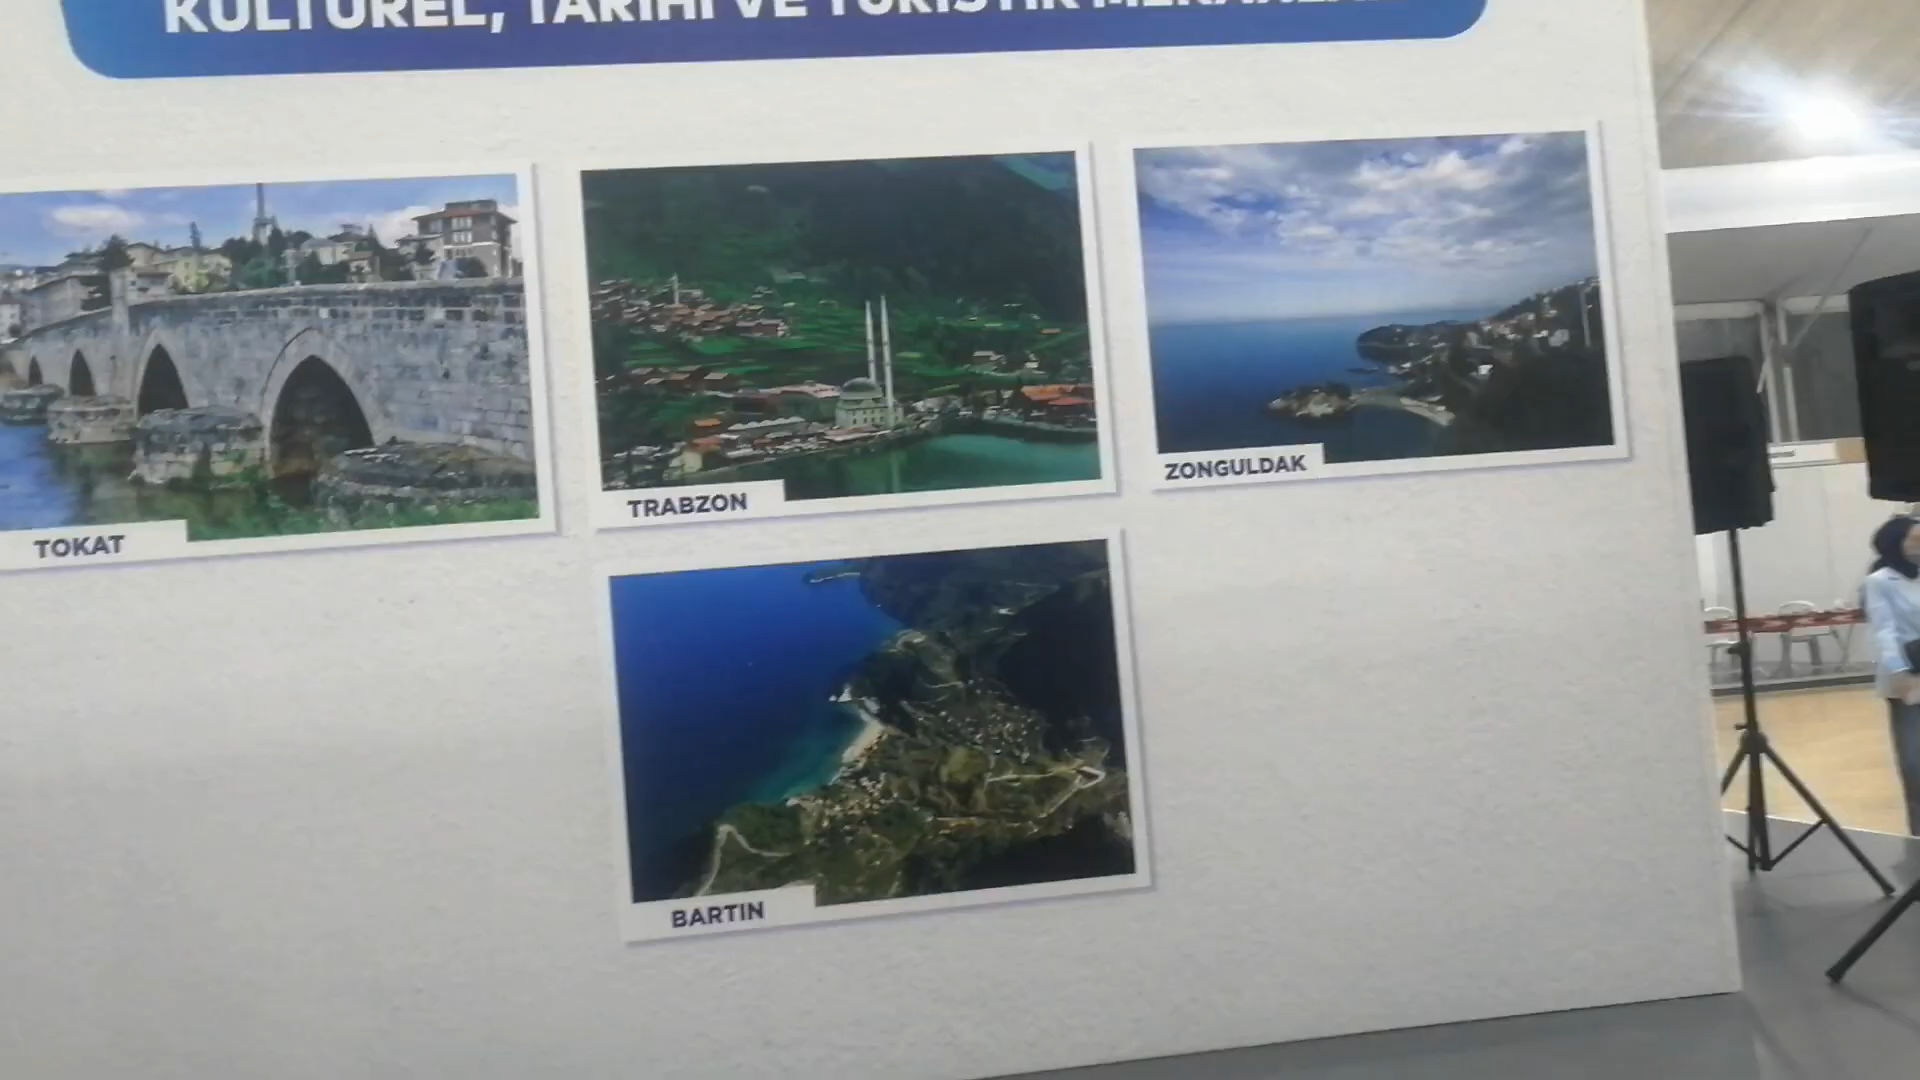 KÜLTÜREL, TARİHİ VE TURİSTİK
TOKAT
TRABZON
ZONGULDAK
BARTIN